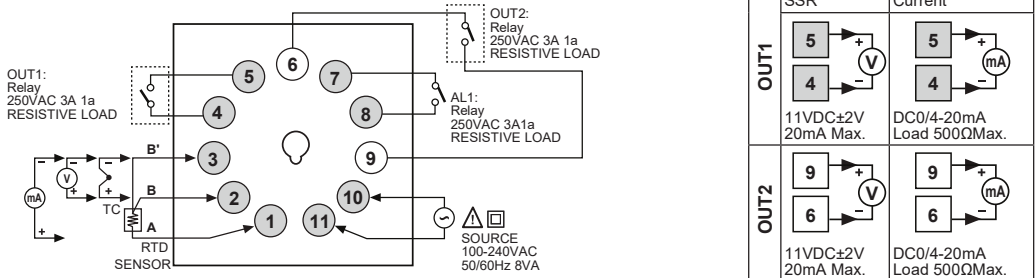 OUT1:
Relay
250VAC 3A 1a
RESISTIVE LOAD
OUT2:
Relay
250VAC 3A 1a
RESISTIVE LOAD
AL1:
Relay
250VAC 3A1a
RESISTIVE LOAD
6
5
7
4
8
3
9
2
10
1
11
B'
B
A
mA
+
-
V
-
+
-
+
TC
RTD
SENSOR
SOURCE
100-240VAC
50/60Hz 8VA
SSR
Current
OUT1
5
+
V
4
-
5
+
mA
4
-
11VDC±2V
20mA Max.
DC0/4-20mA
Load 500ΩMax.
OUT2
9
+
V
6
-
9
+
mA
6
-
11VDC±2V
20mA Max.
DC0/4-20mA
Load 500ΩMax.